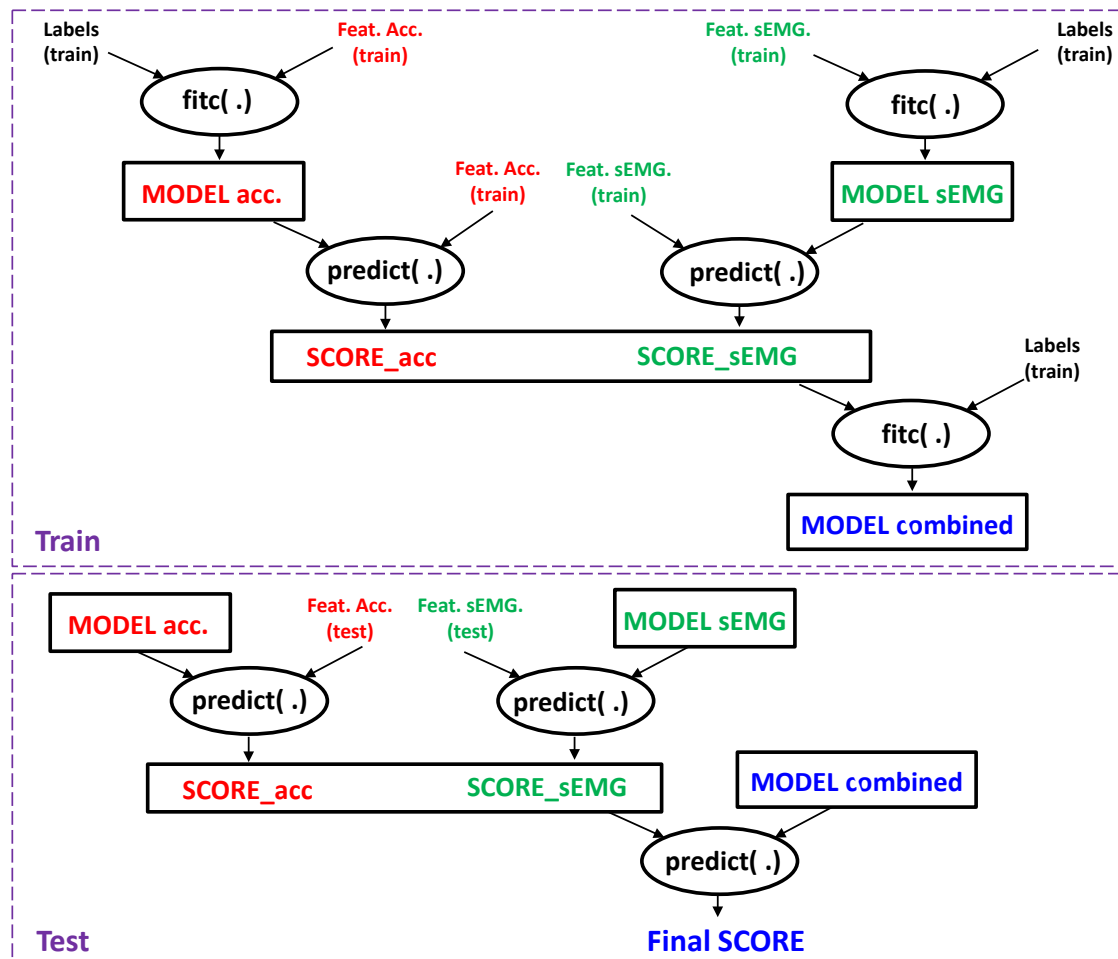 Labels
(train)
Feat. Acc.
(train)
Feat. sEMG.
(train)
Labels
(train)
fitc( .)
fitc( .)
MODEL acc.
Feat. Acc.
(train)
Feat. sEMG.
(train)
MODEL sEMG
predict( .)
predict( .)
SCORE_acc
SCORE_sEMG
Labels
(train)
fitc( .)
MODEL combined
Train
MODEL acc.
Feat. Acc.
(test)
Feat. sEMG.
(test)
MODEL sEMG
predict( .)
predict( .)
SCORE_acc
SCORE_sEMG
MODEL combined
predict( .)
Final SCORE
Test